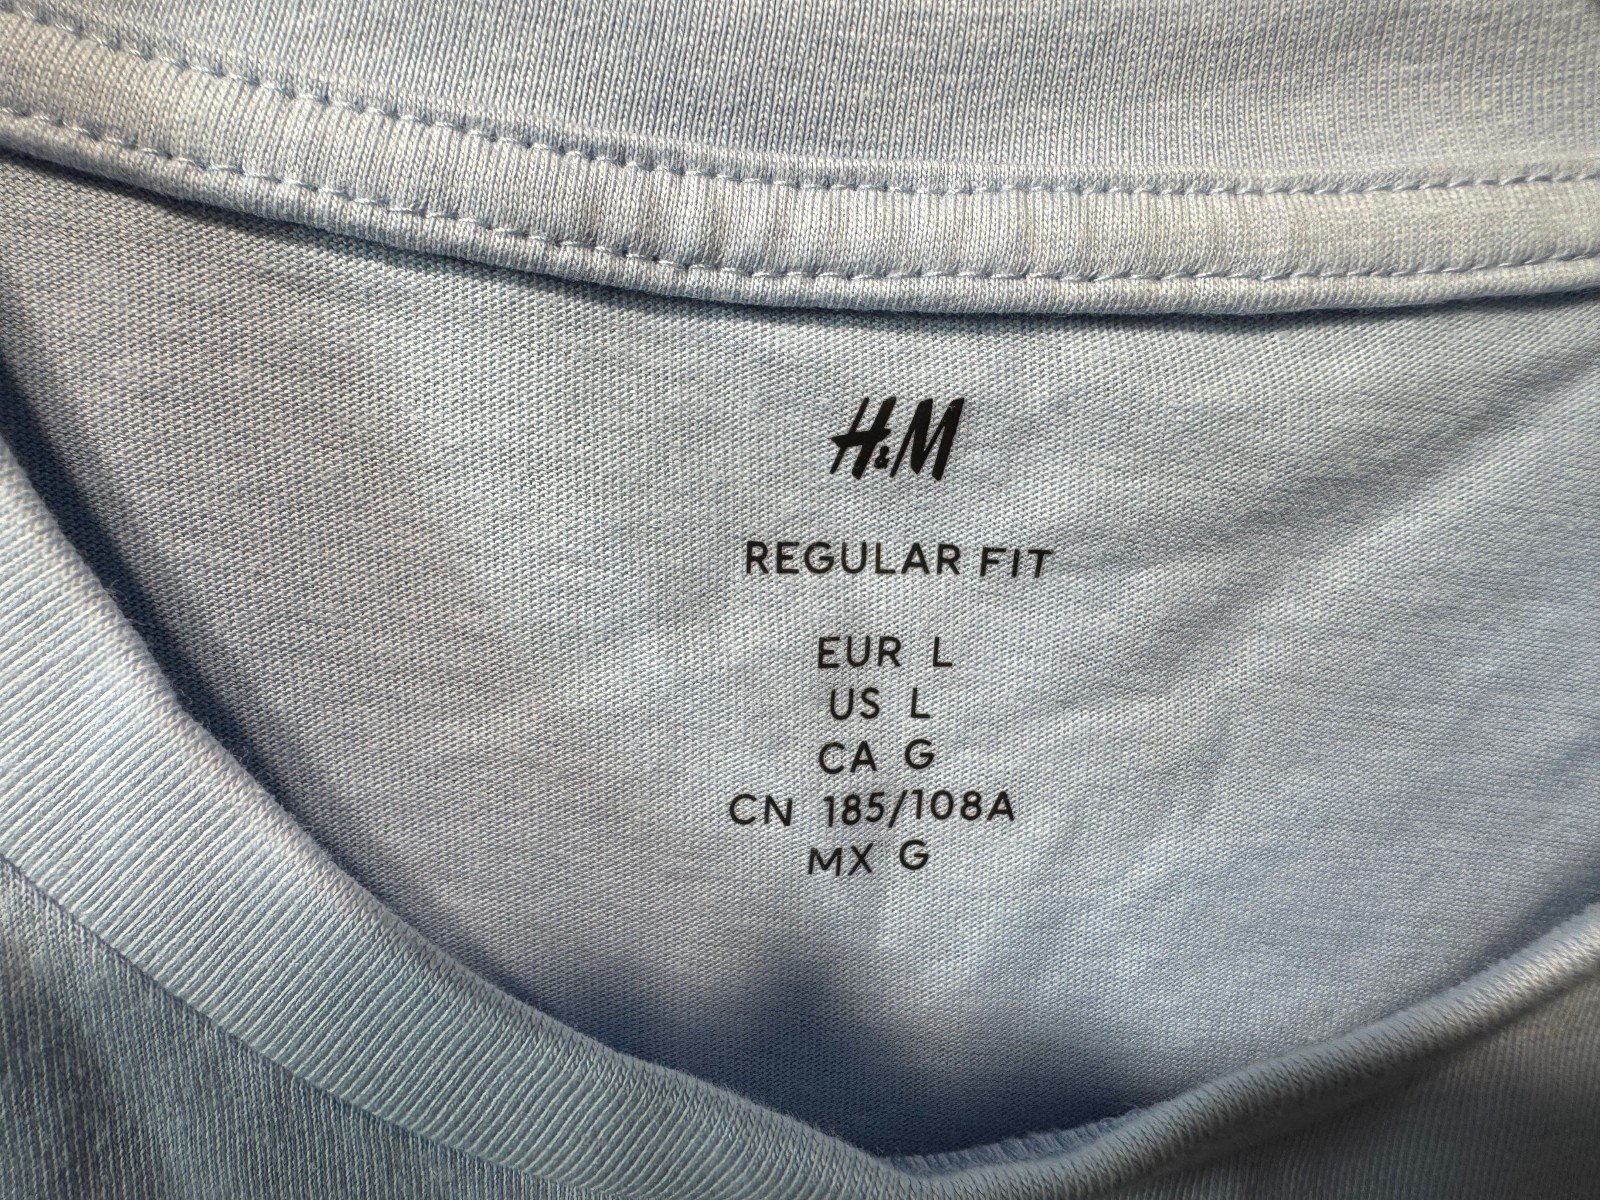 H&M
REGULAR FIT
EUR L
US L
CA G
CN 185/108A
MX G